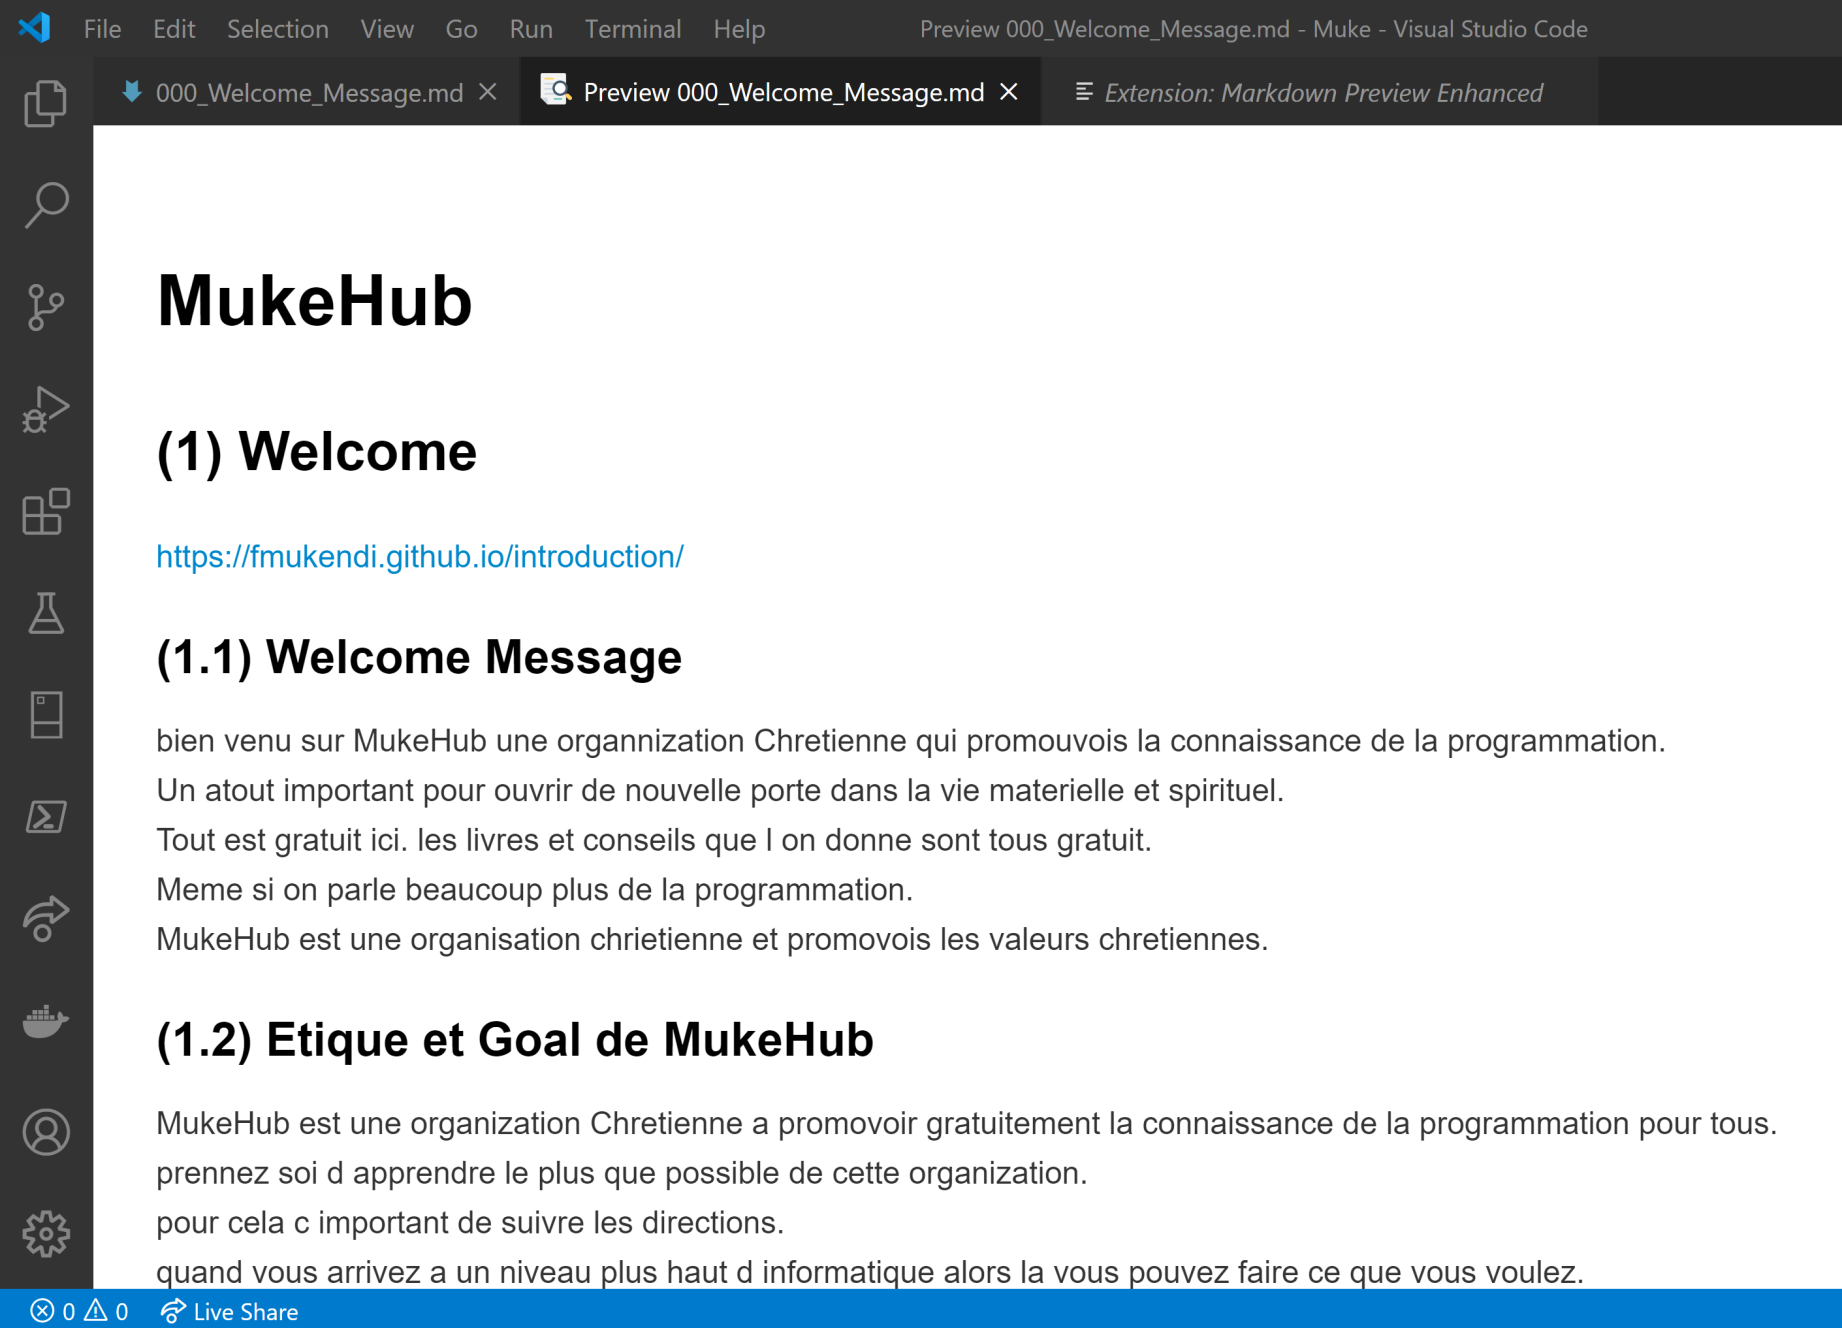 File Edit Selection View Go Run Terminal Help Preview 000_Welcome_Message.md - Muke - Visual Studio Code
000_Welcome_Message.md Preview 000_Welcome_Message.md Extension: Markdown Preview Enhanced
MukeHub
(1) Welcome
https://fmukendi.github.io/introduction/
(1.1) Welcome Message
bien venu sur MukeHub une organnization Chretienne qui promouvois la connaissance de la programmation.
Un atout important pour ouvrir de nouvelle porte dans la vie materielle et spirituel.
Tout est gratuit ici. les livres et conseils que l on donne sont tous gratuit.
Meme si on parle beaucoup plus de la programmation.
MukeHub est une organisation chrietienne et promovois les valeurs chretiennes.
(1.2) Etique et Goal de MukeHub
MukeHub est une organization Chretienne a promovoir gratuitement la connaissance de la programmation pour tous.
prennez soi d apprendre le plus que possible de cette organization.
pour cela c important de suivre les directions.
quand vous arrivez a un niveau plus haut d informatique alors la vous pouvez faire ce que vous voulez.
0 0 Live Share